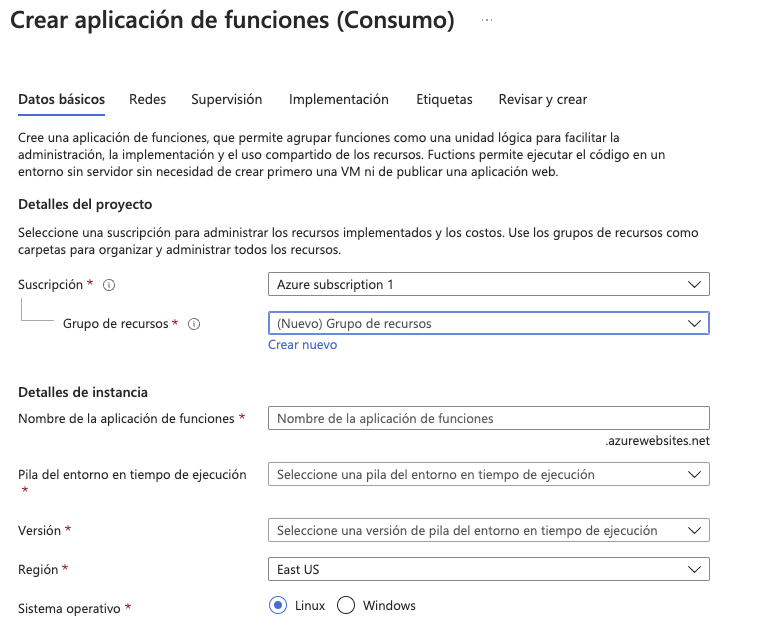 Crear aplicación de funciones (Consumo) ...
Datos básicos Redes Supervisión Implementación Etiquetas Revisar y crear
Cree una aplicación de funciones, que permite agrupar funciones como una unidad lógica para facilitar la
administración, la implementación y el uso compartido de los recursos. Fuctions permite ejecutar el código en un
entorno sin servidor sin necesidad de crear primero una VM ni de publicar una aplicación web.
Detalles del proyecto
Seleccione una suscripción para administrar los recursos implementados y los costos. Use los grupos de recursos como
carpetas para organizar y administrar todos los recursos.
Suscripción * Azure subscription 1
Grupo de recursos * (Nuevo) Grupo de recursos
Crear nuevo
Detalles de instancia
Nombre de la aplicación de funciones * Nombre de la aplicación de funciones
.azurewebsites.net
Pila del entorno en tiempo de ejecución * Seleccione una pila del entorno en tiempo de ejecución
Versión * Seleccione una versión de pila del entorno en tiempo de ejecución
Región * East US
Sistema operativo * Linux Windows